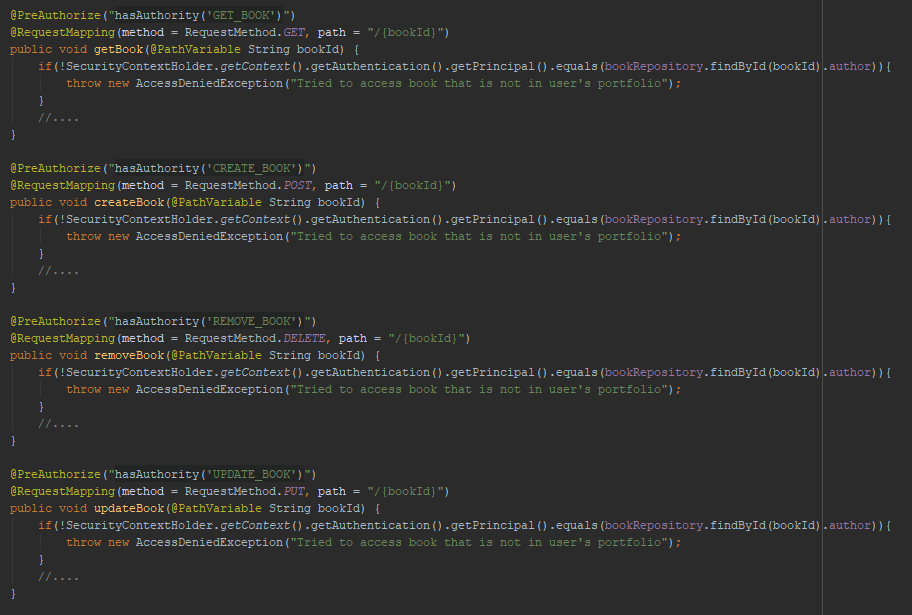 @PreAuthorize("hasAuthority('GET_BOOK')")
@RequestMapping(method = RequestMethod.GET, path = "/{bookId}")
public void getBook(@PathVariable String bookId) {
    if(!SecurityContextHolder.getContext().getAuthentication().getPrincipal().equals(bookRepository.findById(bookId).author)){
        throw new AccessDeniedException("Tried to access book that is not in user's portfolio");
    }
    //....
}
@PreAuthorize("hasAuthority('CREATE_BOOK')")
@RequestMapping(method = RequestMethod.POST, path = "/{bookId}")
public void createBook(@PathVariable String bookId) {
    if(!SecurityContextHolder.getContext().getAuthentication().getPrincipal().equals(bookRepository.findById(bookId).author)){
        throw new AccessDeniedException("Tried to access book that is not in user's portfolio");
    }
    //....
}
@PreAuthorize("hasAuthority('REMOVE_BOOK')")
@RequestMapping(method = RequestMethod.DELETE, path = "/{bookId}")
public void removeBook(@PathVariable String bookId) {
    if(!SecurityContextHolder.getContext().getAuthentication().getPrincipal().equals(bookRepository.findById(bookId).author)){
        throw new AccessDeniedException("Tried to access book that is not in user's portfolio");
    }
    //....
}
@PreAuthorize("hasAuthority('UPDATE_BOOK')")
@RequestMapping(method = RequestMethod.PUT, path = "/{bookId}")
public void updateBook(@PathVariable String bookId) {
    if(!SecurityContextHolder.getContext().getAuthentication().getPrincipal().equals(bookRepository.findById(bookId).author)){
        throw new AccessDeniedException("Tried to access book that is not in user's portfolio");
    }
    //....
}